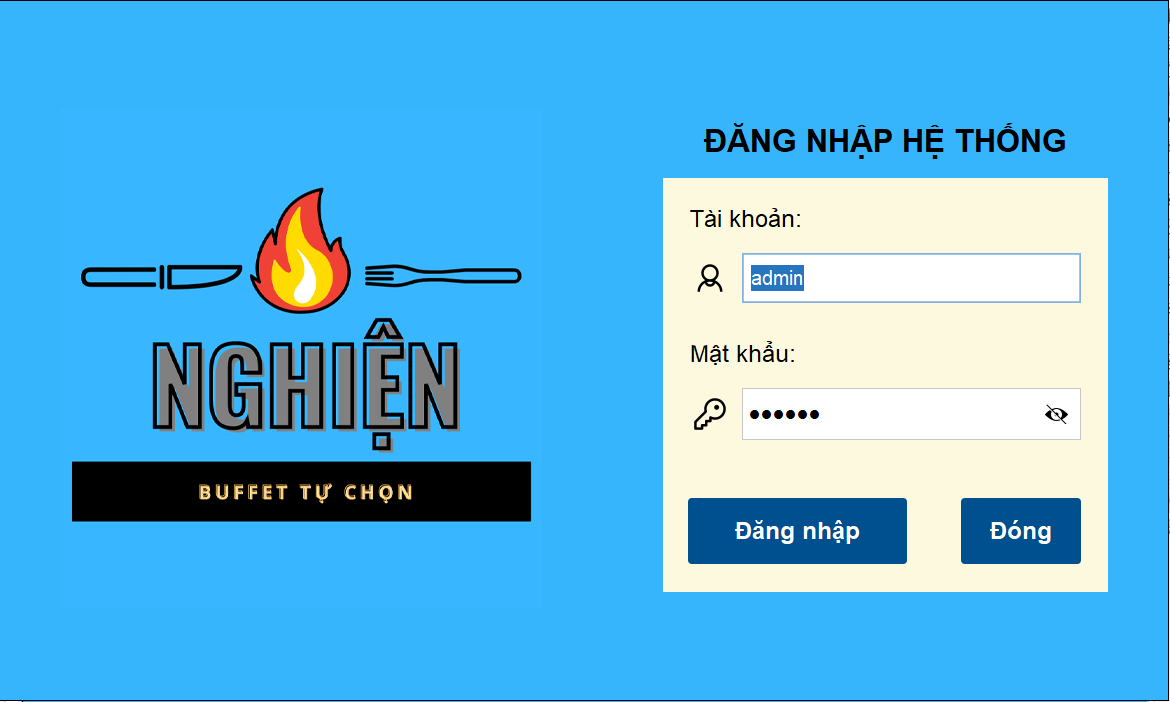 NGHIỆN
BUFFET TỰ CHỌN
ĐĂNG NHẬP HỆ THỐNG
Tài khoản:
admin
Mật khẩu:
••••••
Đăng nhập
Đóng